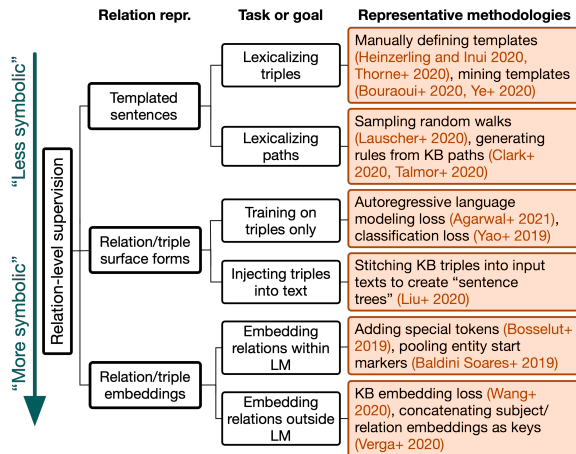 Relation repr.
Task or goal
Representative methodologies
"Less symbolic"
"More symbolic"
Relation-level supervision
Templated
sentences
Lexicalizing
triples
Manually defining templates
(Heinzerling and Inui 2020,
Thorne+ 2020), mining templates
(Bouraoui+ 2020, Ye+ 2020)
Lexicalizing
paths
Sampling random walks
(Lauscher+ 2020), generating
rules from KB paths (Clark+
2020, Talmor+ 2020)
Relation/triple
surface forms
Training on
triples only
Autoregressive language
modeling loss (Agarwal+ 2021),
classification loss (Yao+ 2019)
Injecting triples
into text
Stitching KB triples into input
texts to create "sentence
trees" (Liu+ 2020)
Relation/triple
embeddings
Embedding
relations within
LM
Adding special tokens (Bosselut+
2019), pooling entity start
markers (Baldini Soares+ 2019)
Embedding
relations outside
LM
KB embedding loss (Wang+
2020), concatenating subject/
relation embeddings as keys
(Verga+ 2020)